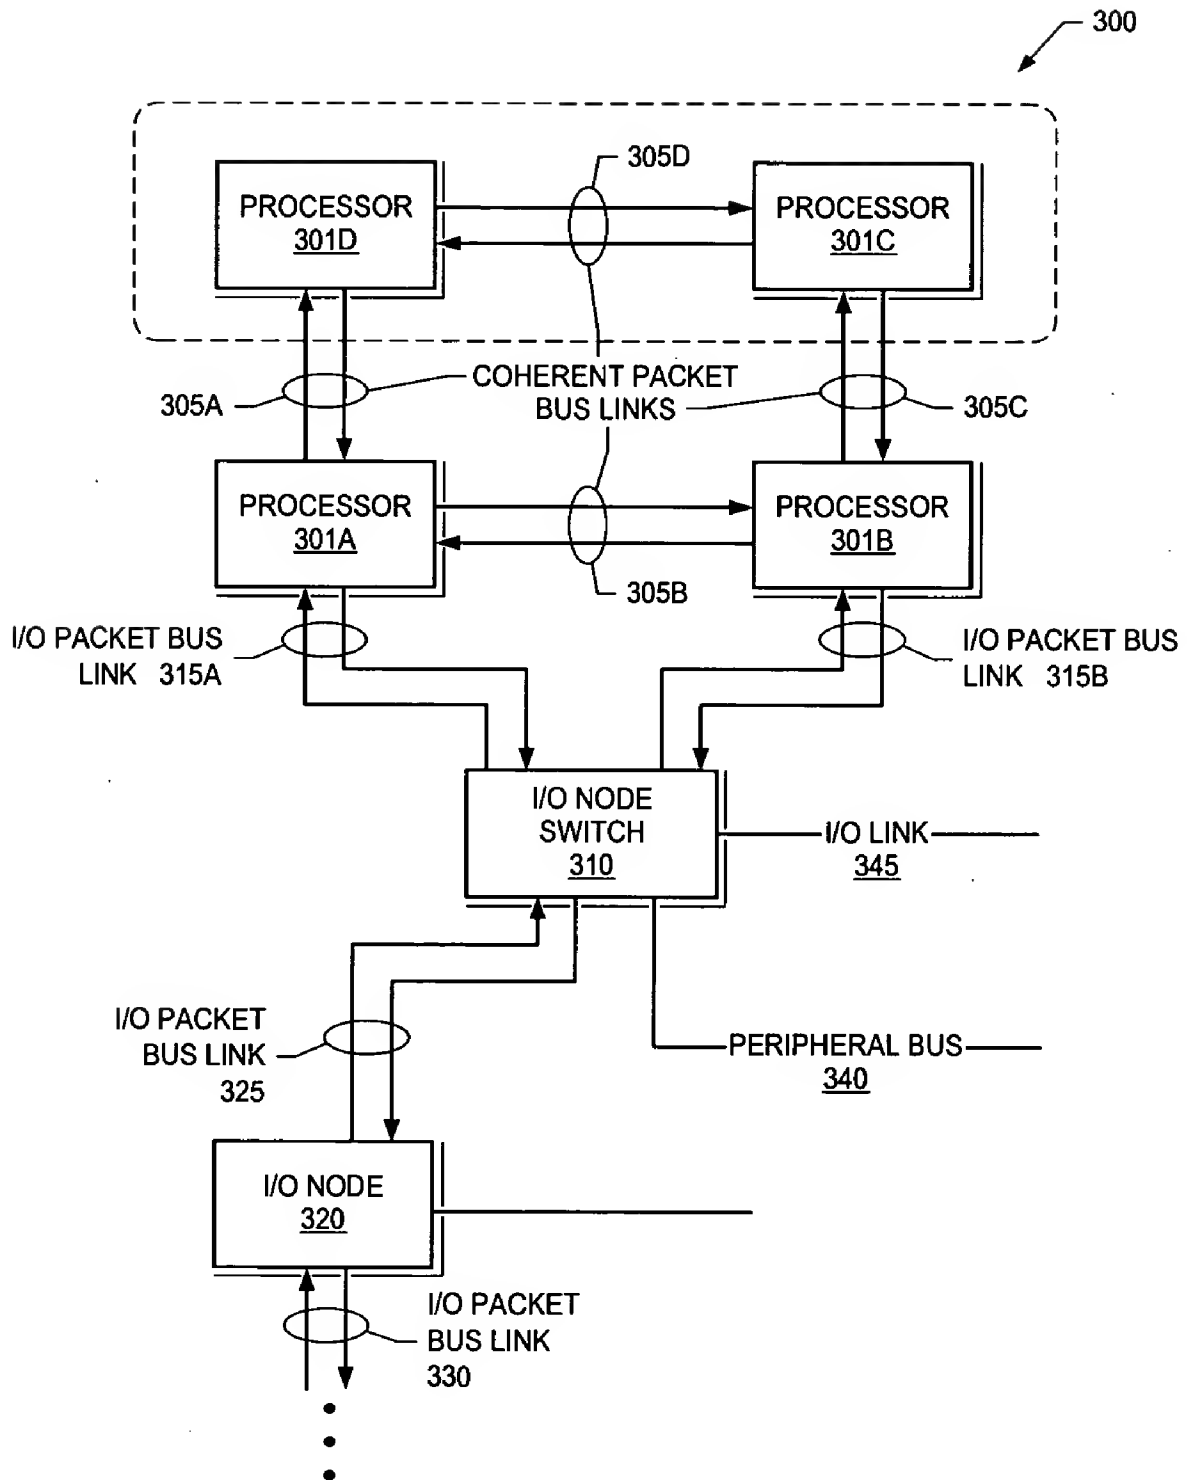 300
305D
PROCESSOR
301D
PROCESSOR
301C
COHERENT PACKET
BUS LINKS
305A
305C
PROCESSOR
301A
PROCESSOR
301B
305B
I/O PACKET BUS
LINK 315A
I/O PACKET BUS
LINK 315B
I/O NODE
SWITCH
310
I/O LINK
345
I/O PACKET
BUS LINK
325
PERIPHERAL BUS
340
I/O NODE
320
I/O PACKET
BUS LINK
330